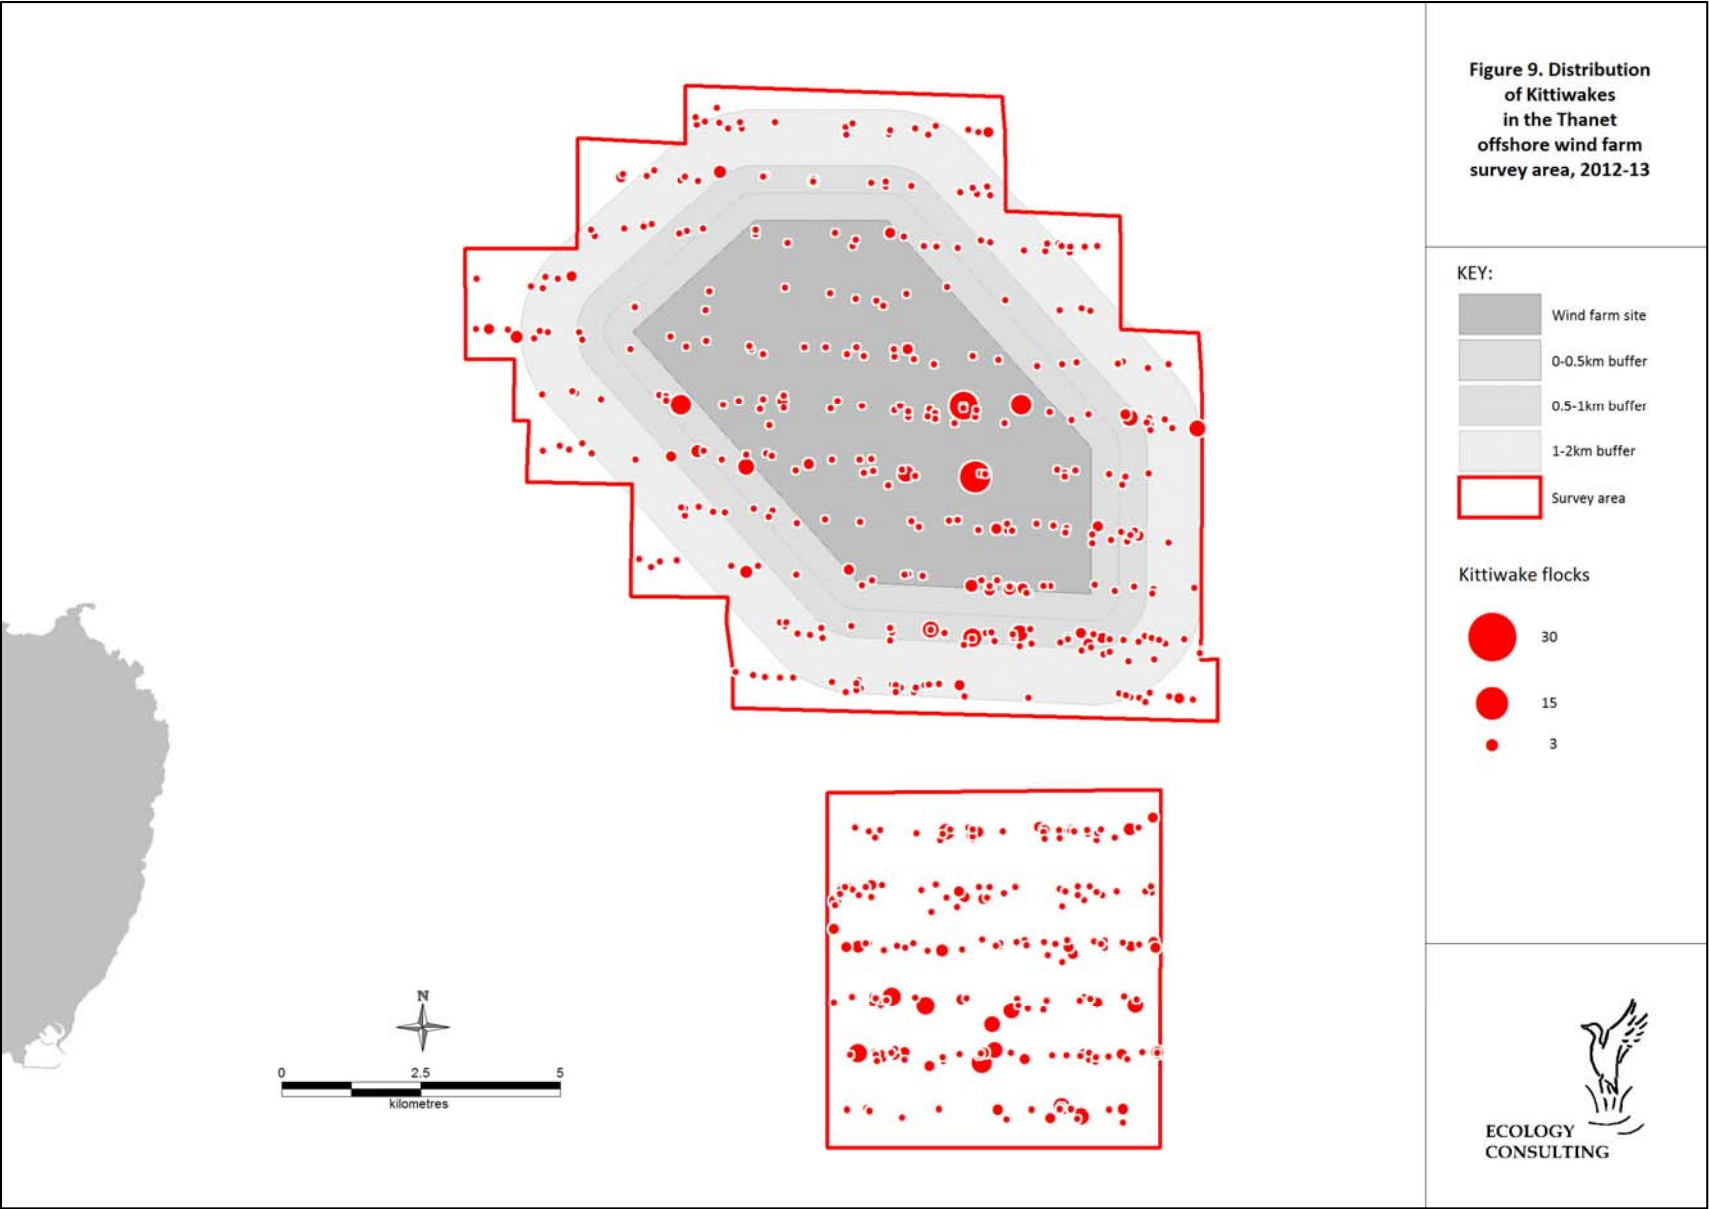 Figure 9. Distribution
of Kittiwakes
in the Thanet
offshore wind farm
survey area, 2012-13
KEY:
Wind farm site
0-0.5km buffer
0.5-1km buffer
1-2km buffer
Survey area
Kittiwake flocks
30
15
3
N
0 2.5 5
kilometres
ECOLOGY
CONSULTING